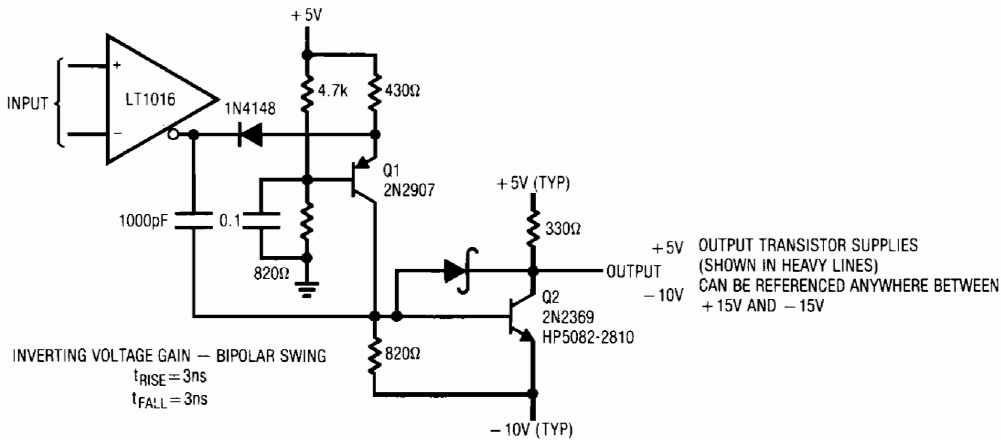 +5V
4.7k
430Ω
INPUT
+
−
LT1016
1N4148
Q1
2N2907
1000pF
0.1
820Ω
+5V (TYP)
330Ω
OUTPUT
+5V
−10V
OUTPUT TRANSISTOR SUPPLIES
(SHOWN IN HEAVY LINES)
CAN BE REFERENCED ANYWHERE BETWEEN
+15V AND −15V
Q2
2N2369
HP5082-2810
820Ω
INVERTING VOLTAGE GAIN — BIPOLAR SWING
tRISE=3ns
tFALL=3ns
−10V (TYP)